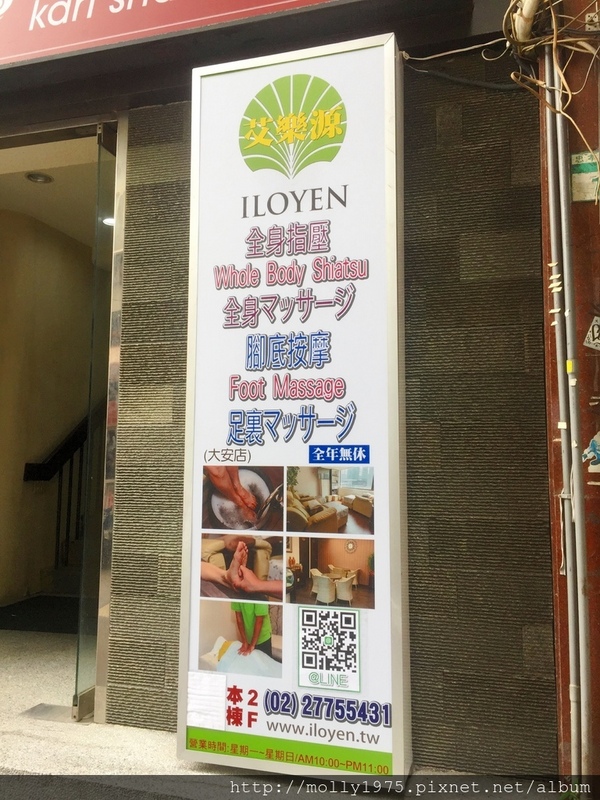 kari sh
艾樂源
ILOYEN
全身指壓
Whole Body Shiatsu
全身マッサージ
腳底按摩
Foot Massage
足裏マッサージ
(大安店)
全年無休
@LINE
本棟 2F (02) 27755431
www.iloyen.tw
營業時間:星期一~星期日/AM10:00~PM11:00
http://molly1975.pixnet.net/album